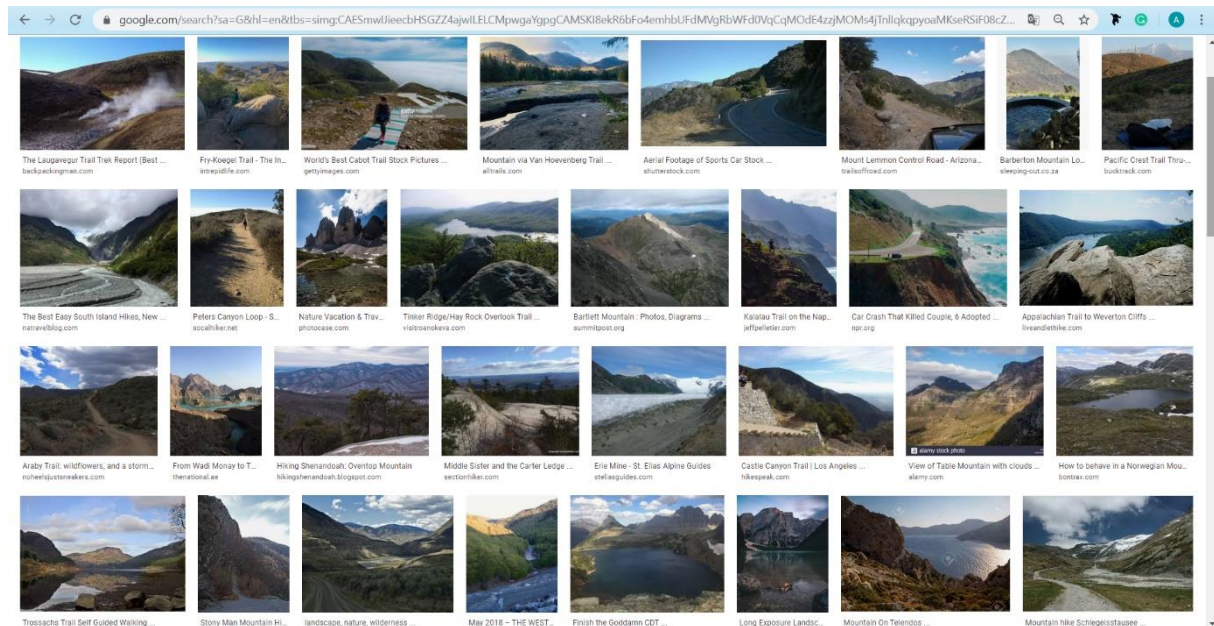 google.com/search?sa=G&hl=en&tbs=simg:
The Laugavegur Trail Trek Report (Best ...
backpackingman.com
Fry-Koegel Trail - The In...
intrepidlife.com
World's Best Cabot Trail Stock Pictures ...
gettyimages.com
Mountain via Van Hoevenberg Trail ...
alltrails.com
Aerial Footage of Sports Car Stock ...
shutterstock.com
Mount Lemmon Control Road - Arizona...
trailsoffroad.com
Barberton Mountain Lo...
sleeping-out.co.za
Pacific Crest Trail Thru-...
bucktrack.com
The Best Easy South Island Hikes, New ...
natravelblog.com
Peters Canyon Loop - S...
socalhiker.net
Nature Vacation & Trav...
photocase.com
Tinker Ridge/Hay Rock Overlook Trail ...
visitroanokeva.com
Bartlett Mountain : Photos, Diagrams ...
summitpost.org
Kalalau Trail on the Nap...
jeffpelletier.com
Car Crash That Killed Couple, 6 Adopted ...
npr.org
Appalachian Trail to Weverton Cliffs ...
liveandlethike.com
Araby Trail: wildflowers, and a storm...
noheelsjustsneakers.com
From Wadi Monay to T...
thenational.ae
Hiking Shenandoah: Oventop Mountain
hikingshenandoah.blogspot.com
Middle Sister and the Carter Ledge ...
sectionhiker.com
Erie Mine - St. Elias Alpine Guides
steliasguides.com
Castle Canyon Trail | Los Angeles ...
hikespeak.com
alamy stock photo
View of Table Mountain with clouds ...
alamy.com
How to behave in a Norwegian Mou...
bontrax.com
Trossachs Trail Self Guided Walking ...
Stony Man Mountain Hi...
landscape, nature, wilderness ...
May 2018 – THE WEST...
Finish the Goddamn CDT ...
Long Exposure Landsc...
Mountain On Telendos ...
Mountain hike Schlegeisstausee ...